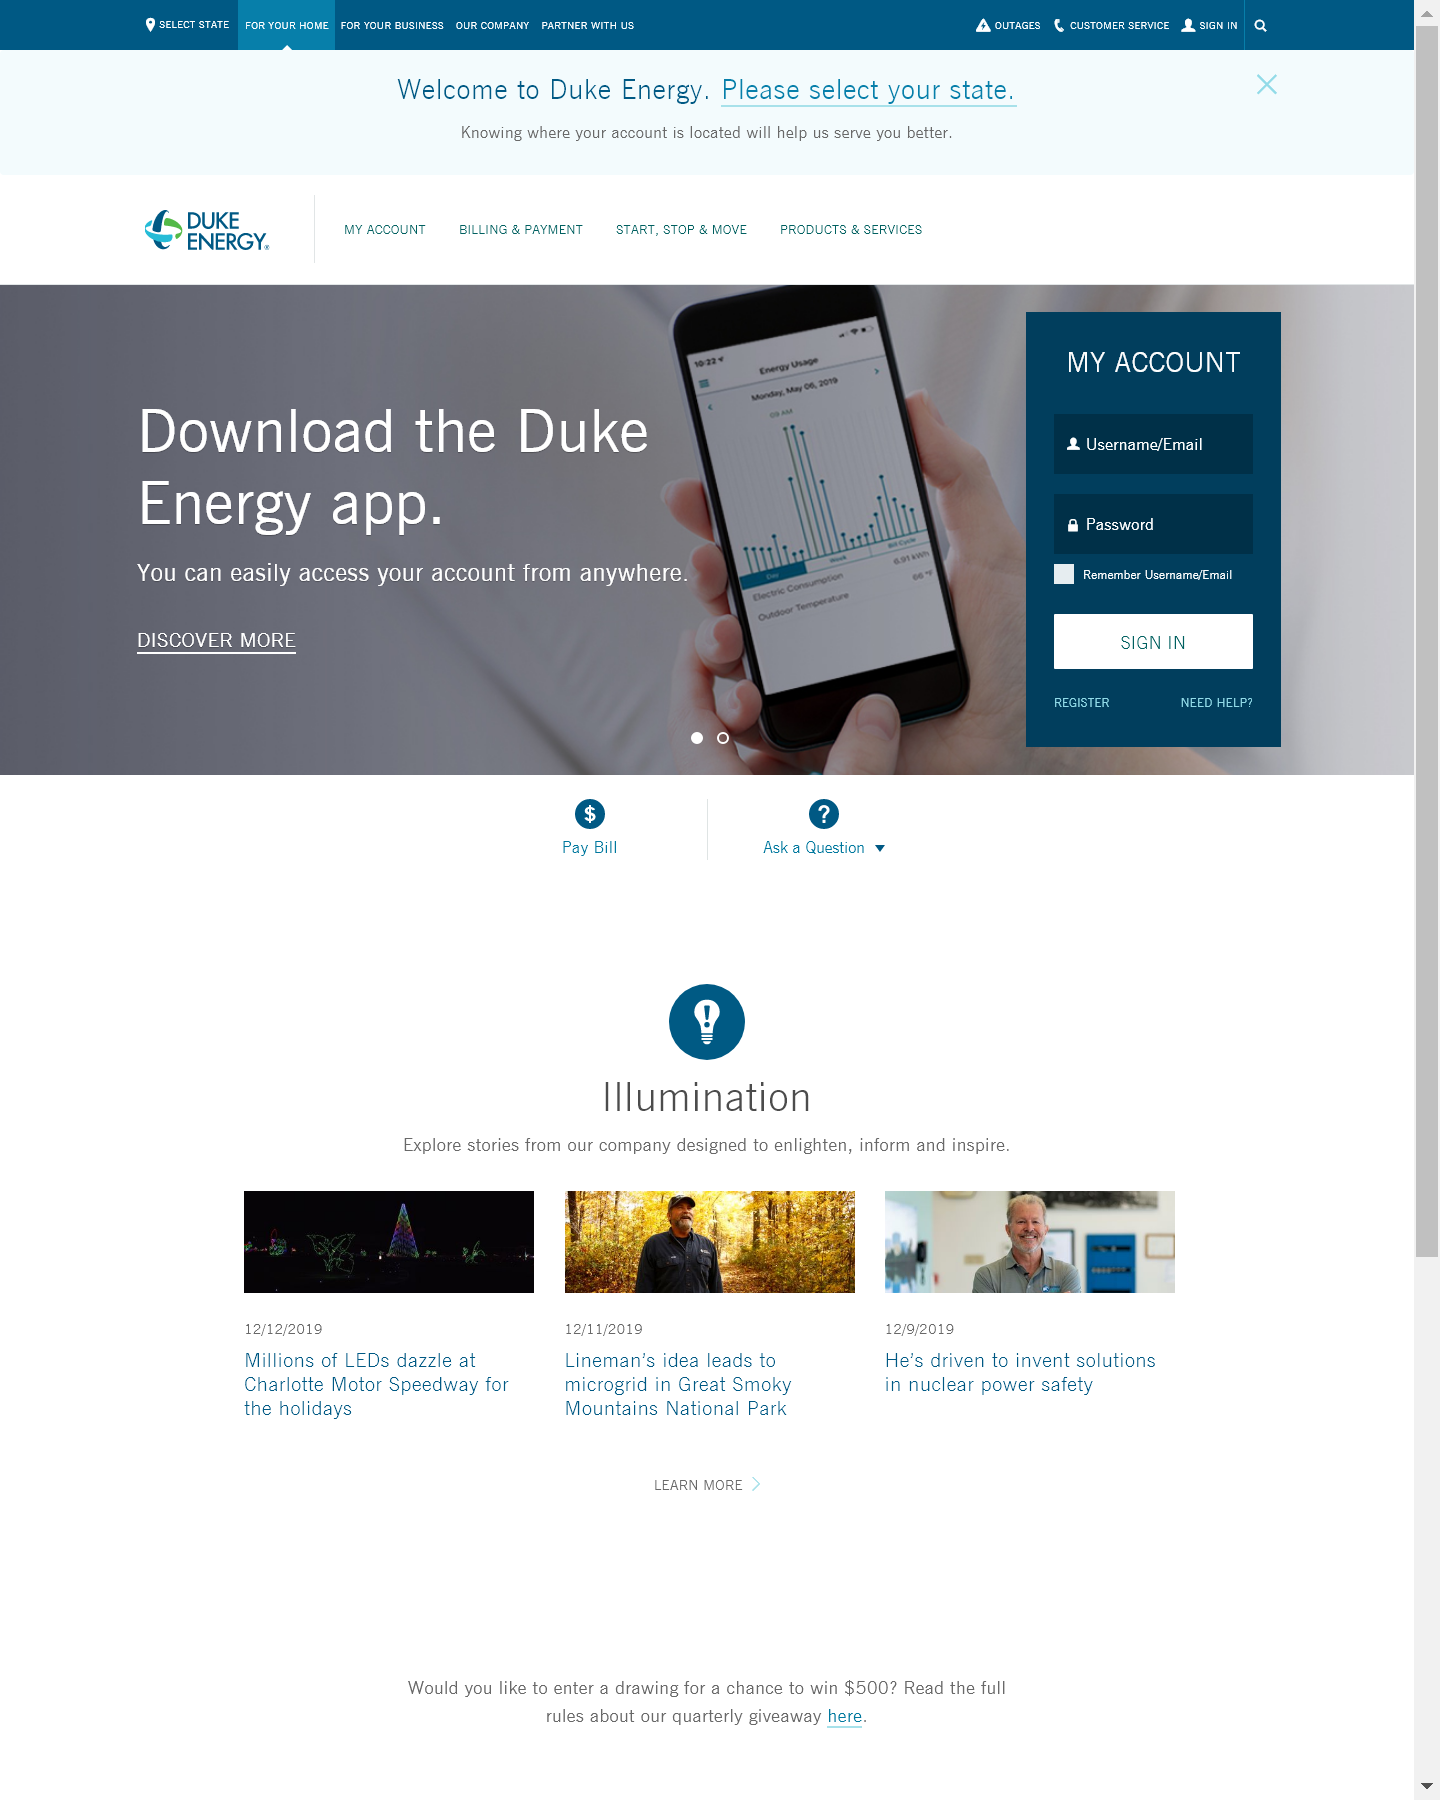 SELECT STATE
FOR YOUR HOME
FOR YOUR BUSINESS
OUR COMPANY
PARTNER WITH US
OUTAGES
CUSTOMER SERVICE
SIGN IN
Welcome to Duke Energy. Please select your state.
Knowing where your account is located will help us serve you better.
DUKE
ENERGY®
MY ACCOUNT
BILLING & PAYMENT
START, STOP & MOVE
PRODUCTS & SERVICES
Download the Duke
Energy app.
You can easily access your account from anywhere.
DISCOVER MORE
10:22
Energy Usage
Monday, May 06, 2019
09 AM
Day
Week
Bill Cycle
Electric Consumption
6.91 kWh
Outdoor Temperature
66 °F
MY ACCOUNT
Username/Email
Password
Remember Username/Email
SIGN IN
REGISTER
NEED HELP?
$
Pay Bill
?
Ask a Question
Illumination
Explore stories from our company designed to enlighten, inform and inspire.
12/12/2019
Millions of LEDs dazzle at
Charlotte Motor Speedway for
the holidays
12/11/2019
Lineman's idea leads to
microgrid in Great Smoky
Mountains National Park
12/9/2019
He's driven to invent solutions
in nuclear power safety
LEARN MORE
Would you like to enter a drawing for a chance to win $500? Read the full
rules about our quarterly giveaway here.